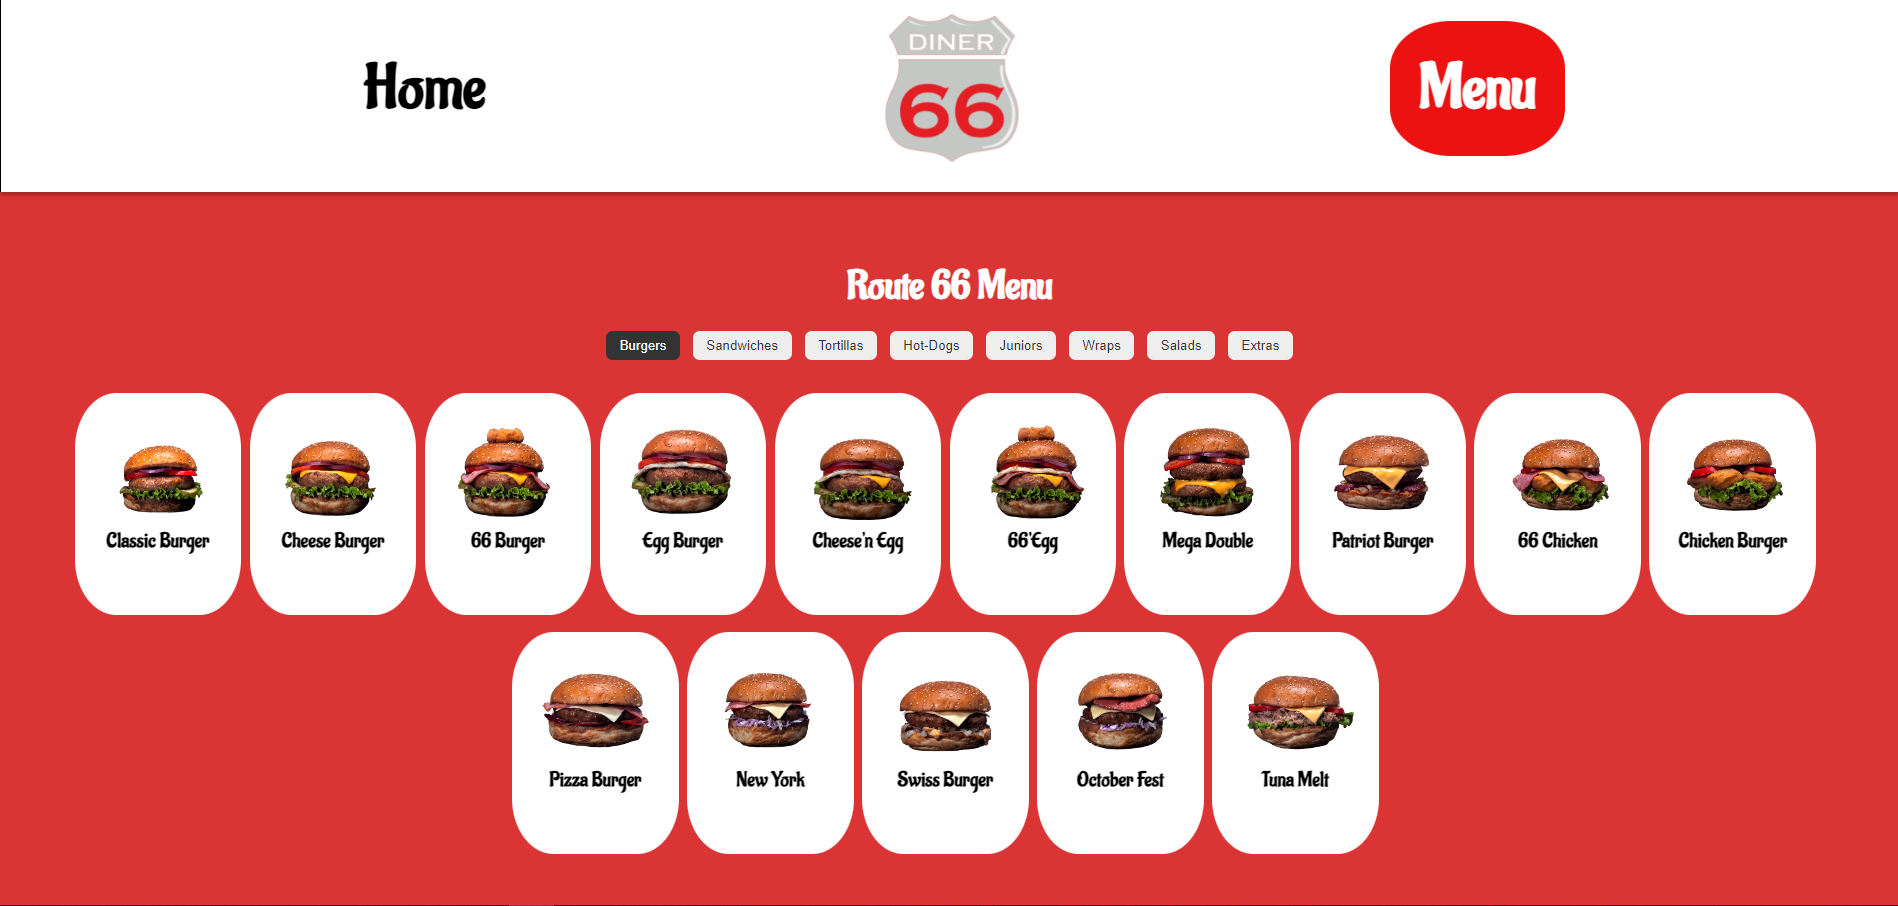 Home
DINER
66
Menu
Route 66 Menu
Burgers
Sandwiches
Tortillas
Hot-Dogs
Juniors
Wraps
Salads
Extras
Classic Burger
Cheese Burger
66 Burger
Egg Burger
Cheese'n Egg
66'Egg
Mega Double
Patriot Burger
66 Chicken
Chicken Burger
Pizza Burger
New York
Swiss Burger
October Fest
Tuna Melt